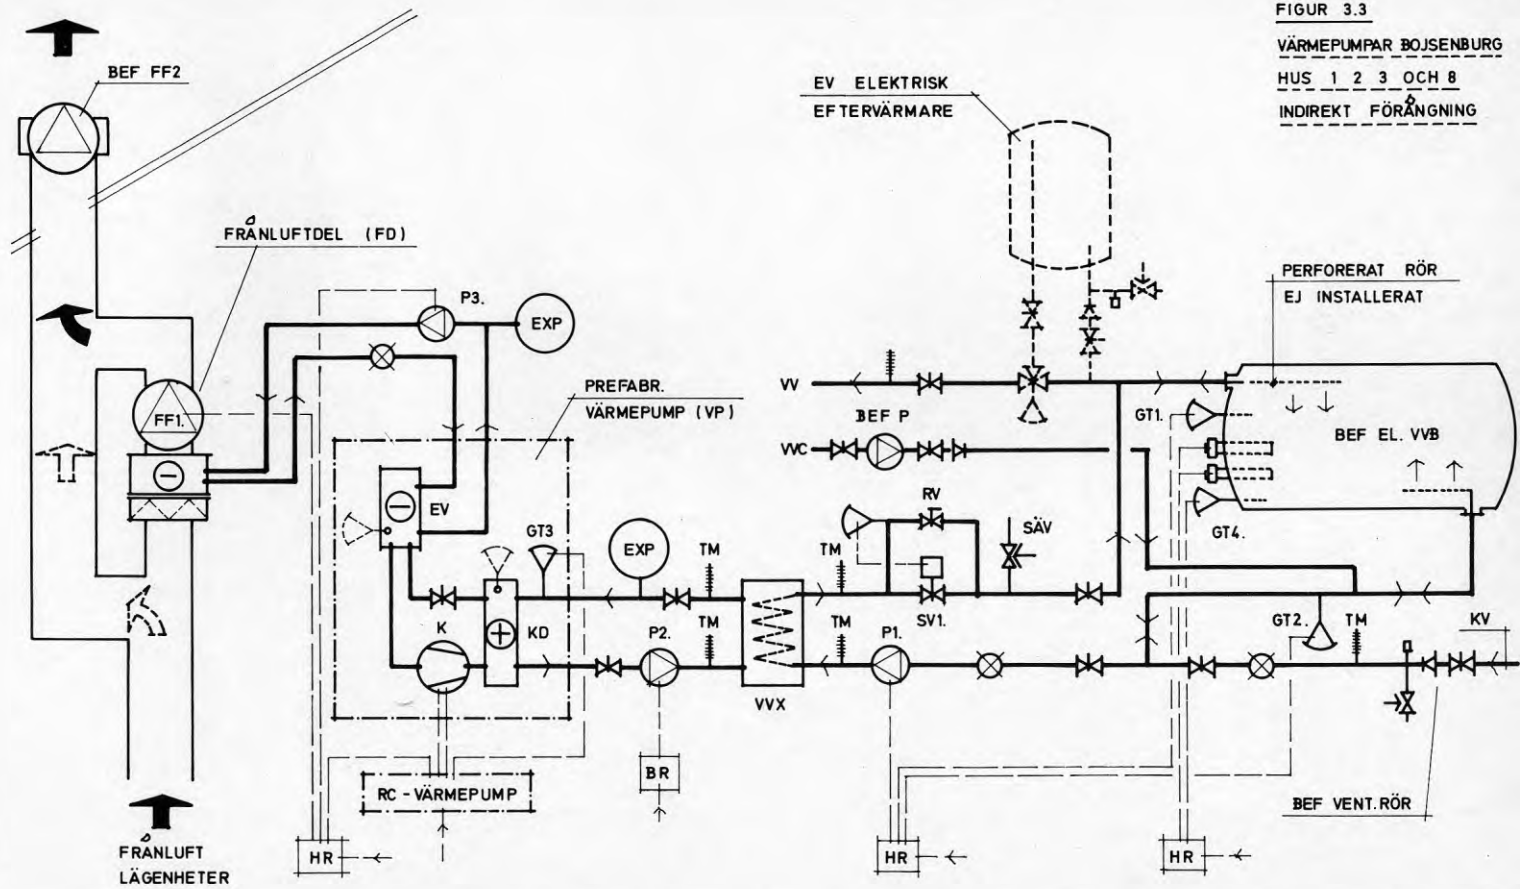 FIGUR 3.3
VÄRMEPUMPAR BOJSENBURG
HUS 1 2 3 OCH 8
INDIREKT FÖRÅNGNING
BEF FF2
EV ELEKTRISK
EFTERVÄRMARE
FRÅNLUFTDEL (FD)
P3.
EXP
PERFORERAT RÖR
EJ INSTALLERAT
PREFABR.
VÄRMEPUMP (VP)
VV
FF1.
BEF P
GT1.
BEF EL. VVB
VVC
EV
RV
GT3
EXP
TM
TM
SÄV
GT4.
K
KD
TM
P2.
TM
P1.
SV1.
GT2.
TM
KV
VVX
BR
RC-VÄRMEPUMP
BEF VENT.RÖR
FRÅNLUFT
LÄGENHETER
HR
HR
HR